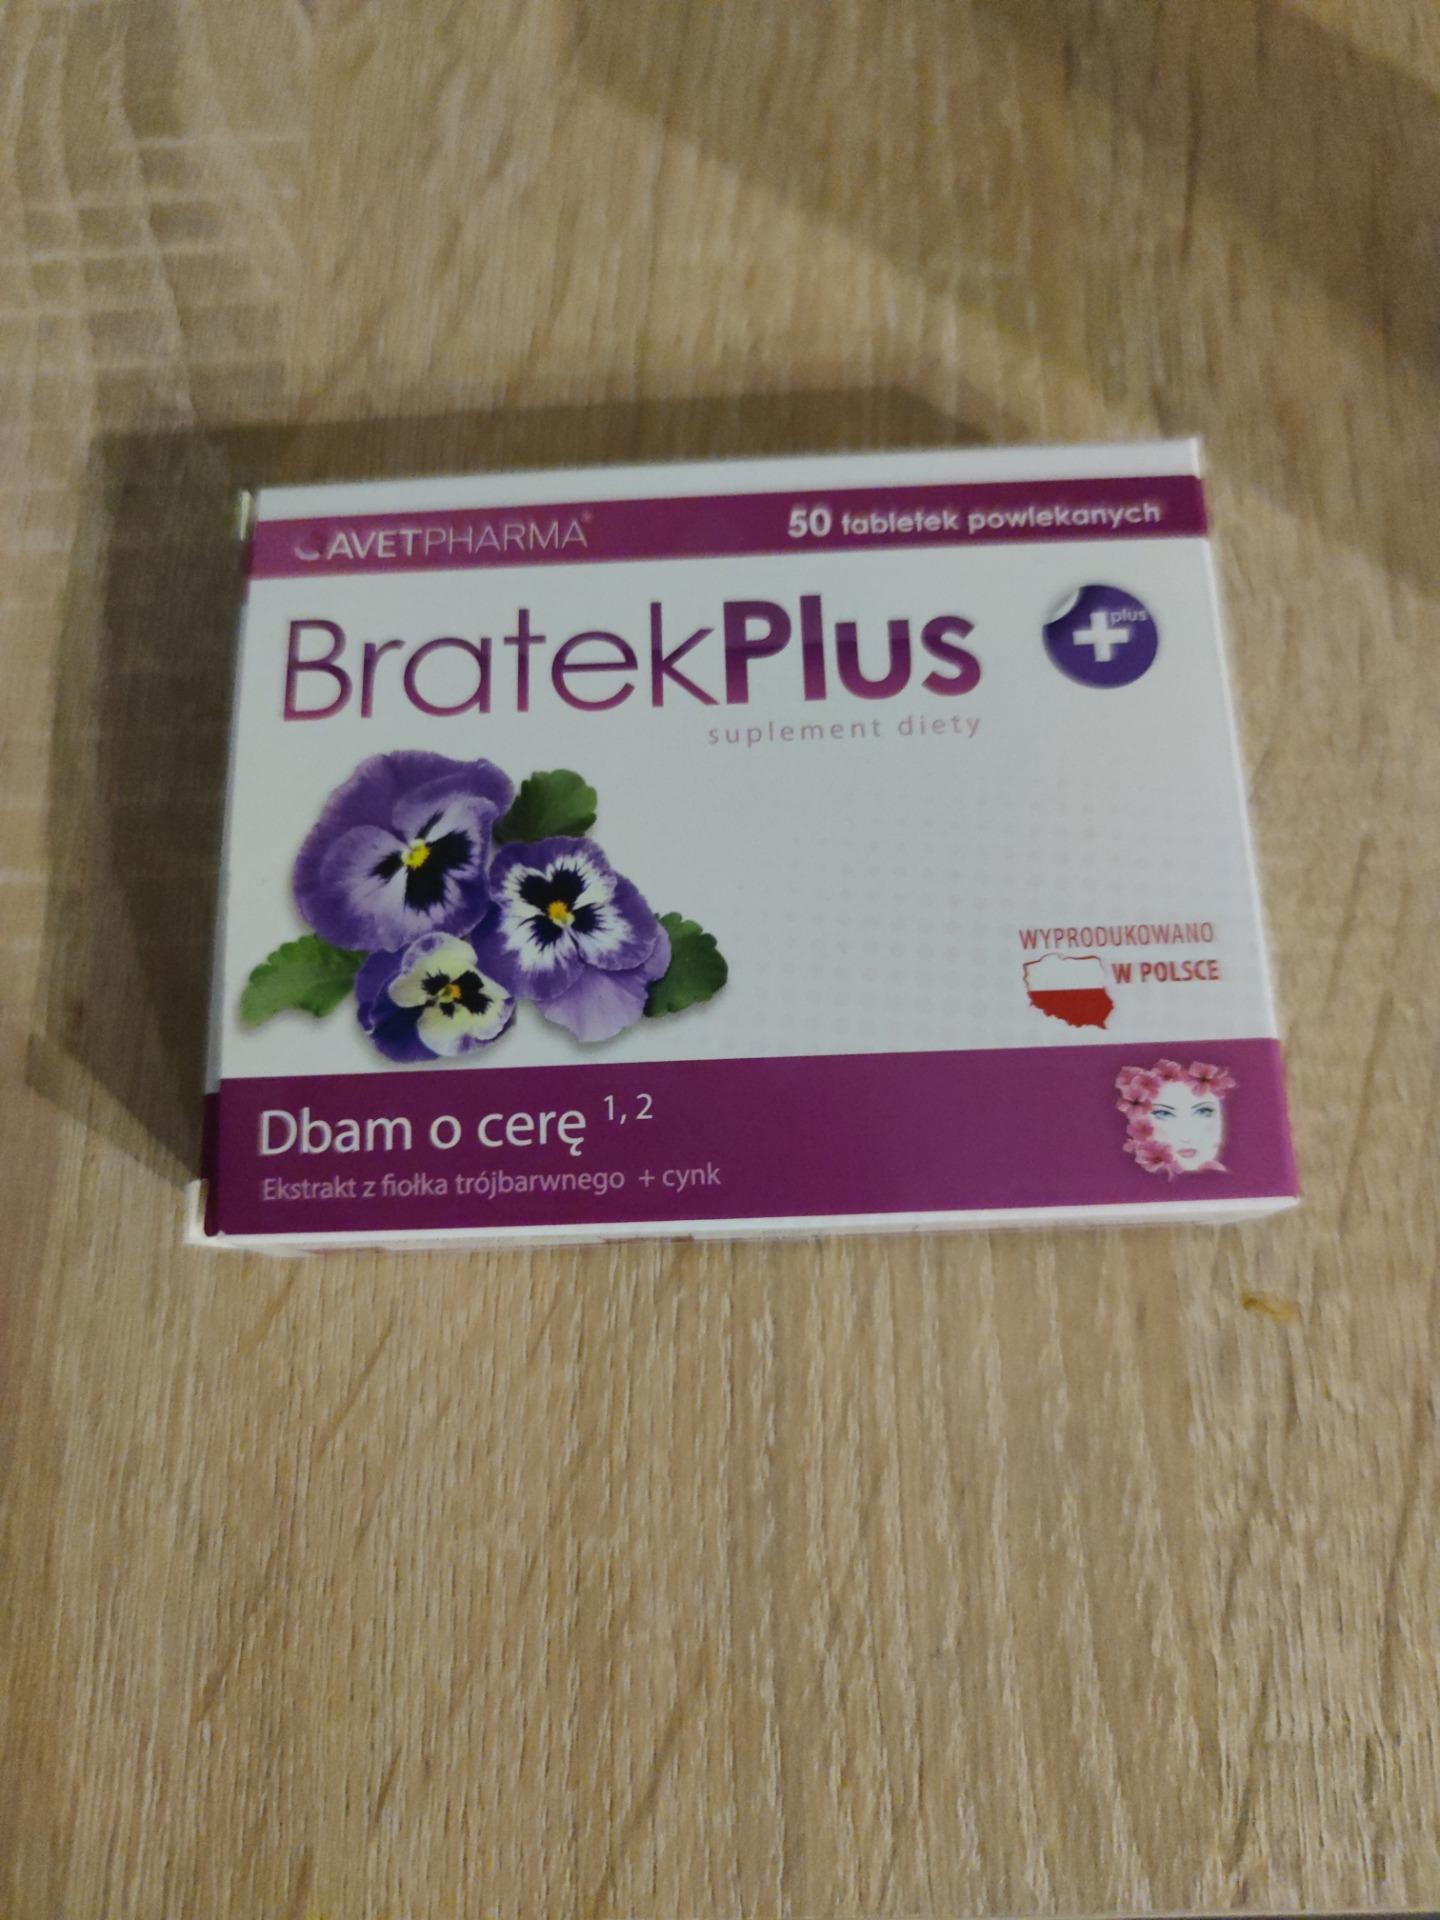 AVETPHARMA®
50 tabletek powlekanych
BratekPlus
plus
suplement diety
WYPRODUKOWANO
W POLSCE
Dbam o cerę 1, 2
Ekstrakt z fiołka trójbarwnego + cynk